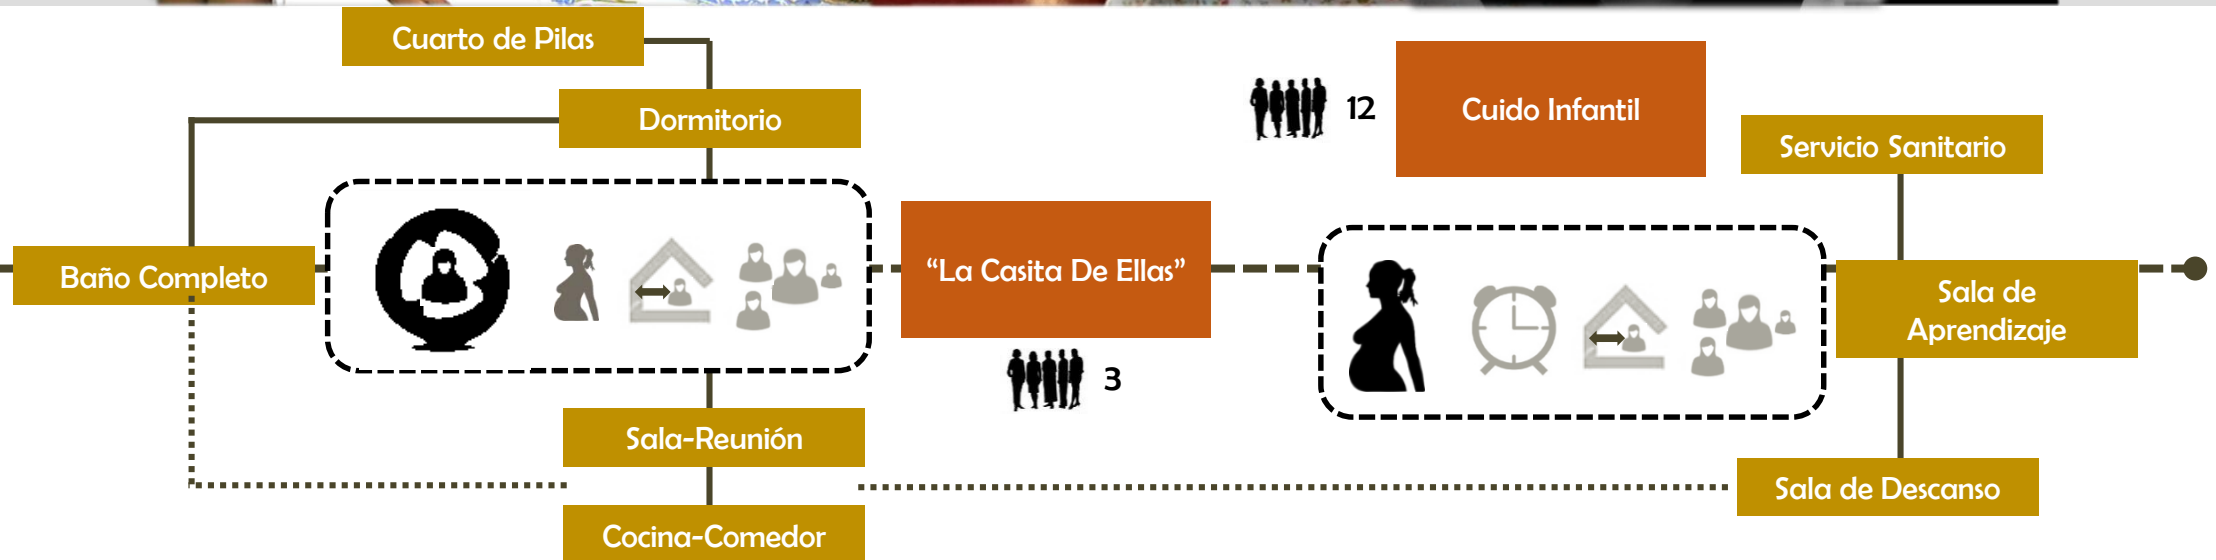 Cuarto de Pilas
Dormitorio
12
Cuido Infantil
Servicio Sanitario
Baño Completo
“La Casita De Ellas”
Sala de
Aprendizaje
3
Sala-Reunión
Sala de Descanso
Cocina-Comedor